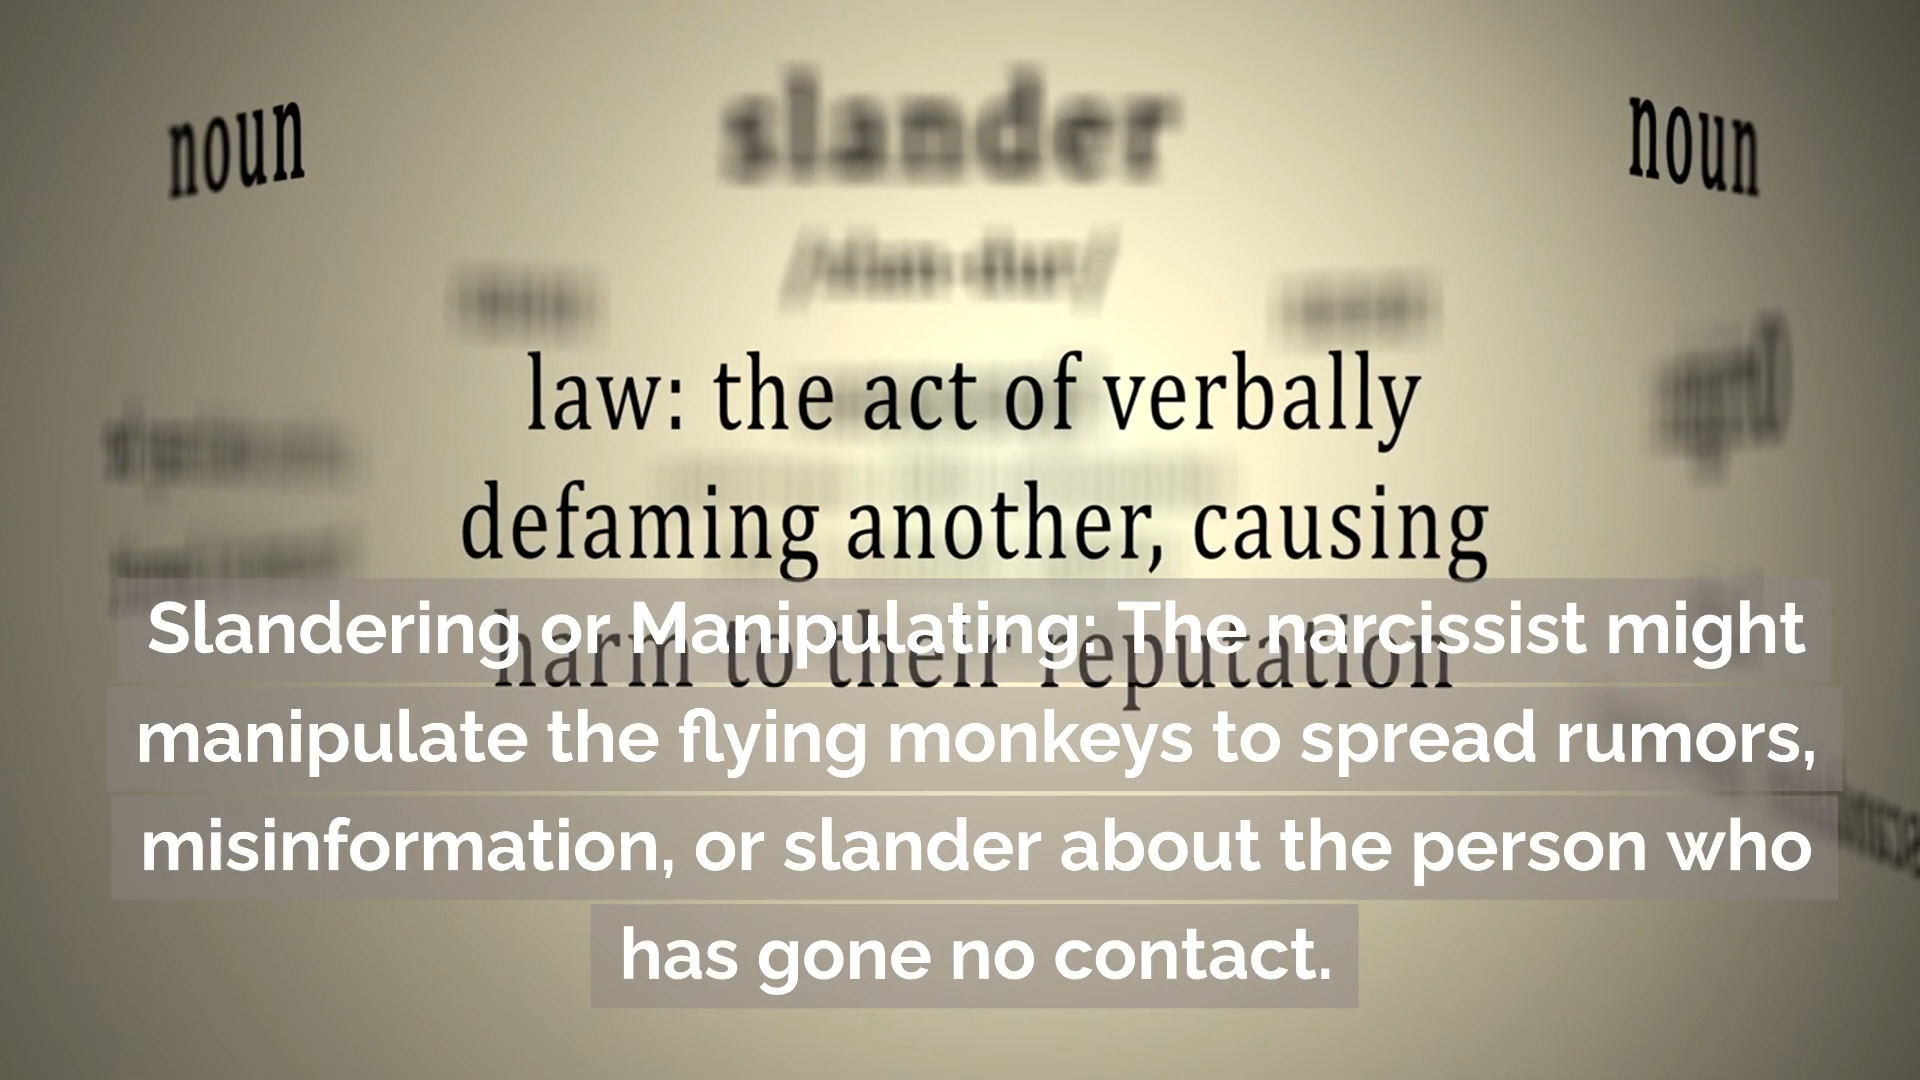 noun
slander
noun
law: the act of verbally
defaming another, causing
harm to their reputation
Slandering or Manipulating: The narcissist might
manipulate the flying monkeys to spread rumors,
misinformation, or slander about the person who
has gone no contact.